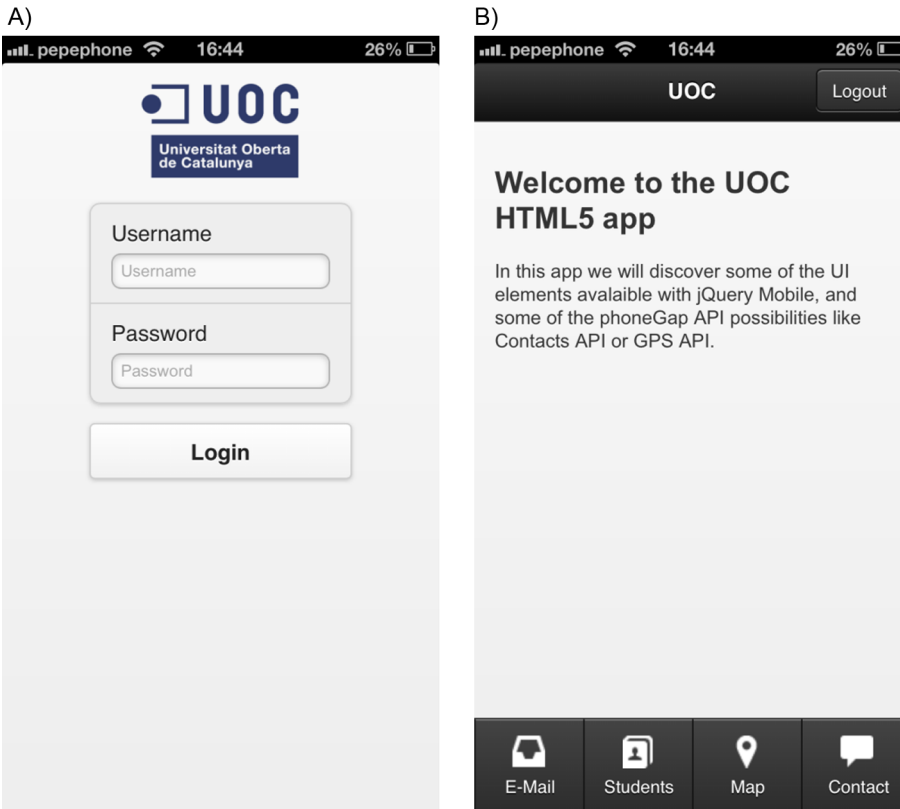 A)
pepephone 16:44 26%
UOC
Universitat Oberta
de Catalunya
Username
Username
Password
Password
Login
B)
pepephone 16:44 26%
UOC Logout
Welcome to the UOC
HTML5 app
In this app we will discover some of the UI
elements avalaible with jQuery Mobile, and
some of the phoneGap API possibilities like
Contacts API or GPS API.
E-Mail Students Map Contact